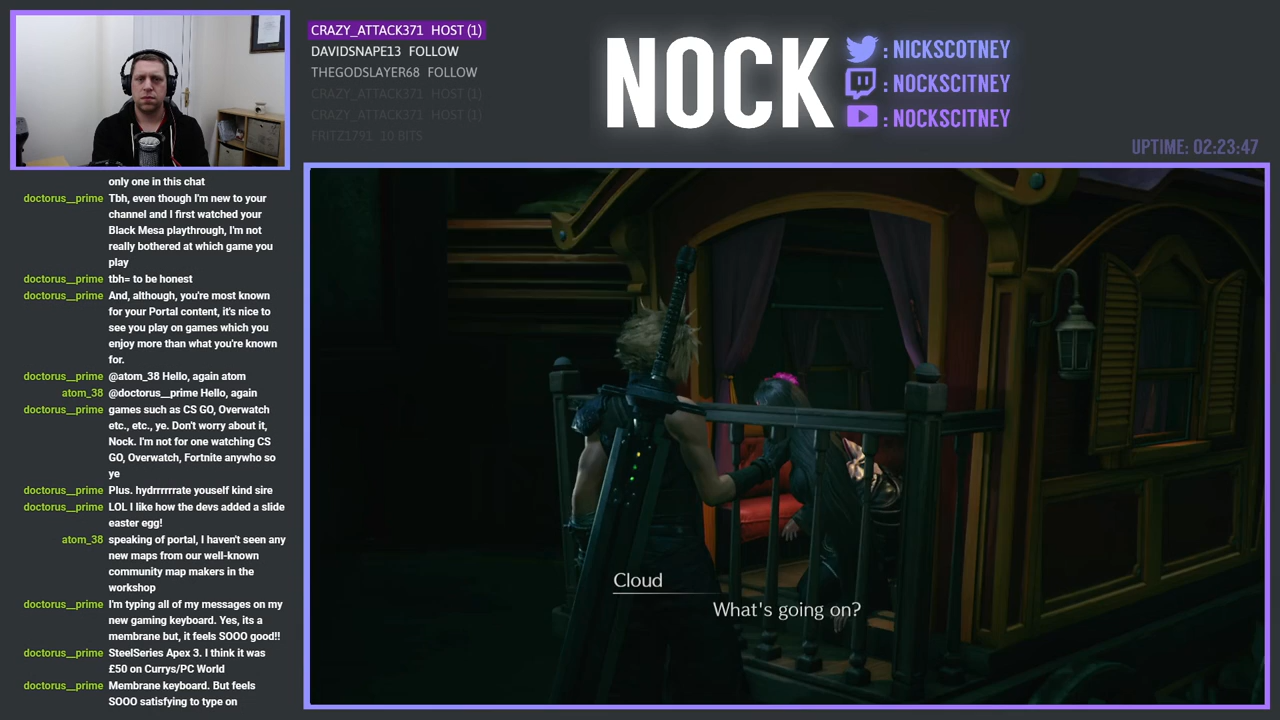 CRAZY_ATTACK371 HOST (1)
DAVIDSNAPE13 FOLLOW
THEGODSLAYER68 FOLLOW
CRAZY_ATTACK371 HOST (1)
CRAZY_ATTACK371 HOST (1)
FRITZ1791 10 BITS
NOCK
: NICKSCOTNEY
: NOCKSCITNEY
: NOCKSCITNEY
UPTIME: 02:23:47
only one in this chat
doctorus__prime Tbh, even though I'm new to your
channel and I first watched your
Black Mesa playthrough, I'm not
really bothered at which game you
play
doctorus__prime tbh= to be honest
doctorus__prime And, although, you're most known
for your Portal content, it's nice to
see you play on games which you
enjoy more than what you're known
for.
doctorus__prime @atom_38 Hello, again atom
atom_38 @doctorus__prime Hello, again
doctorus__prime games such as CS GO, Overwatch
etc., etc., ye. Don't worry about it,
Nock. I'm not for one watching CS
GO, Overwatch, Fortnite anywho so
ye
doctorus__prime Plus. hydrrrrrrate youself kind sire
doctorus__prime LOL I like how the devs added a slide
easter egg!
atom_38 speaking of portal, I haven't seen any
new maps from our well-known
community map makers in the
workshop
doctorus__prime I'm typing all of my messages on my
new gaming keyboard. Yes, its a
membrane but, it feels SOOO good!!
doctorus__prime SteelSeries Apex 3. I think it was
£50 on Currys/PC World
doctorus__prime Membrane keyboard. But feels
SOOO satisfying to type on
Cloud
What's going on?